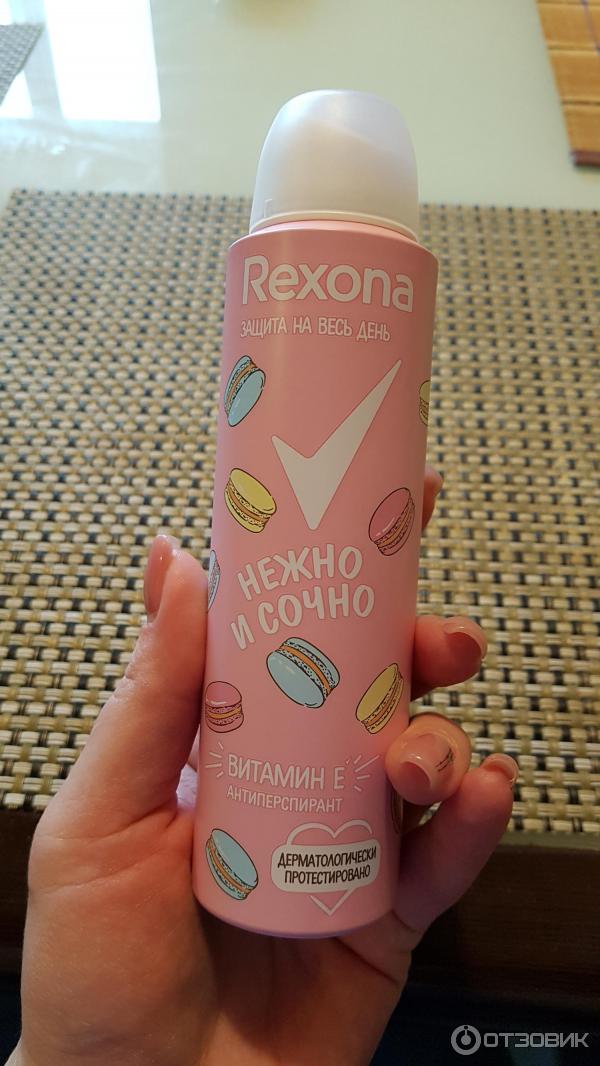 Rexona
ЗАЩИТА НА ВЕСЬ ДЕНЬ
НЕЖНО
И СОЧНО
ВИТАМИН Е
АНТИПЕРСПИРАНТ
ДЕРМАТОЛОГИЧЕСКИ
ПРОТЕСТИРОВАНО
ОТЗОВИК